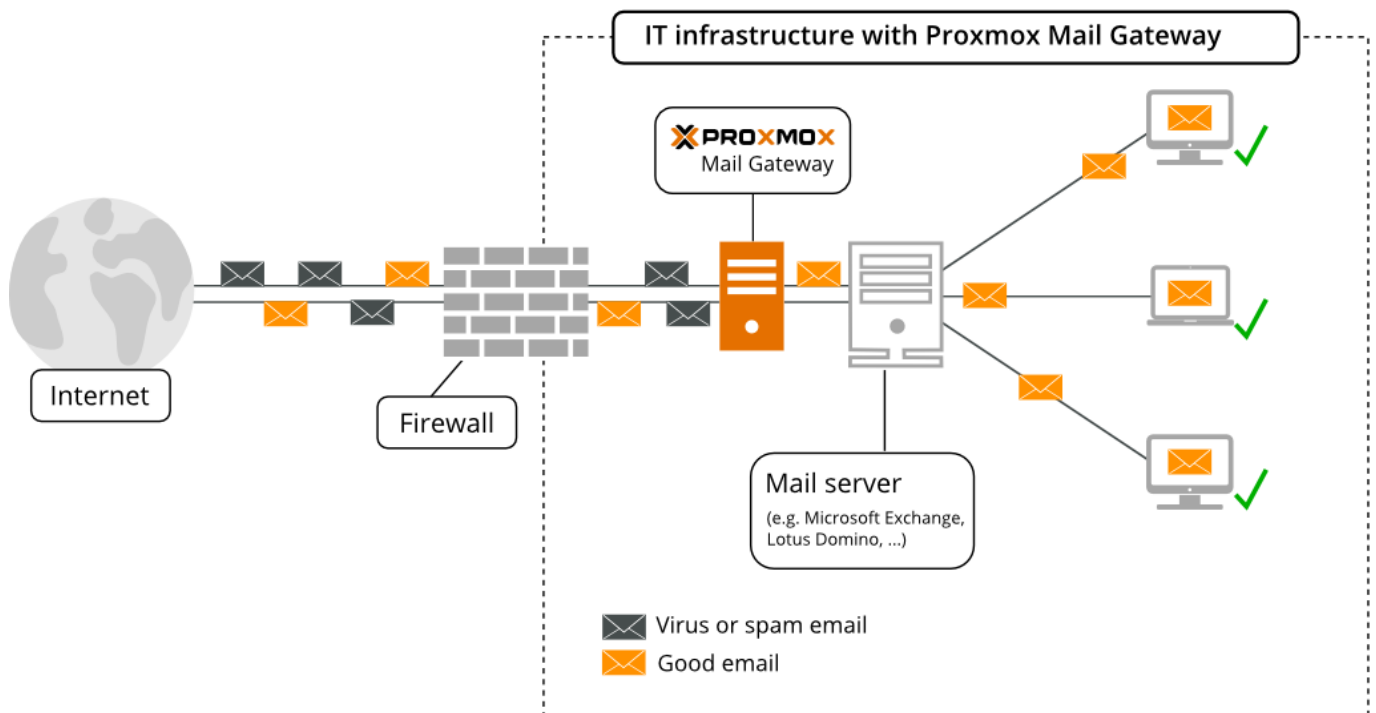 IT infrastructure with Proxmox Mail Gateway
PROXMOX
Mail Gateway
Internet
Firewall
Mail server
(e.g. Microsoft Exchange,
Lotus Domino, ...)
Virus or spam email
Good email